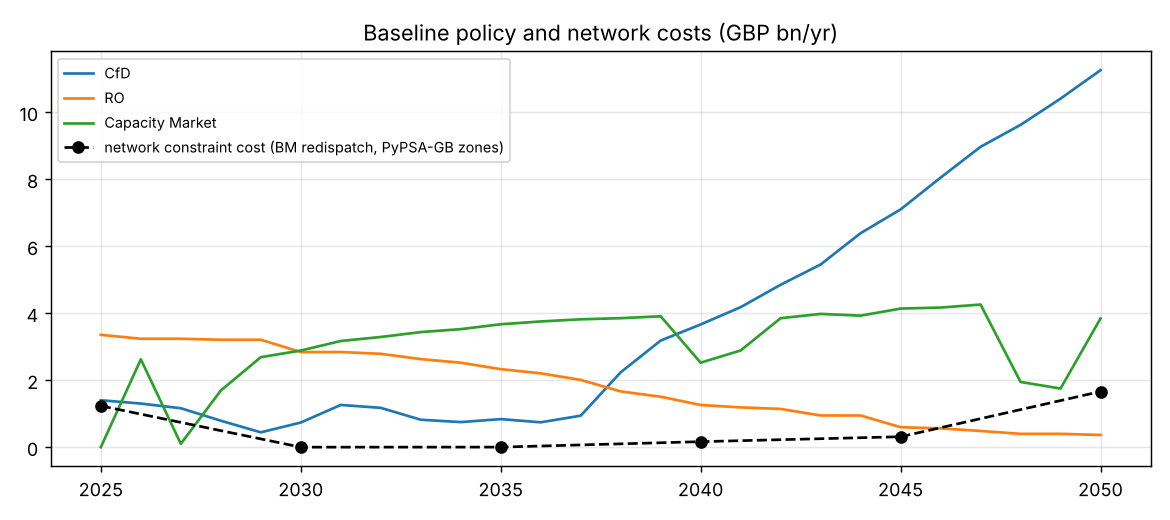 Baseline policy and network costs (GBP bn/yr)
CfD
RO
Capacity Market
network constraint cost (BM redispatch, PyPSA-GB zones)
10
8
6
4
2
0
2025 2030 2035 2040 2045 2050